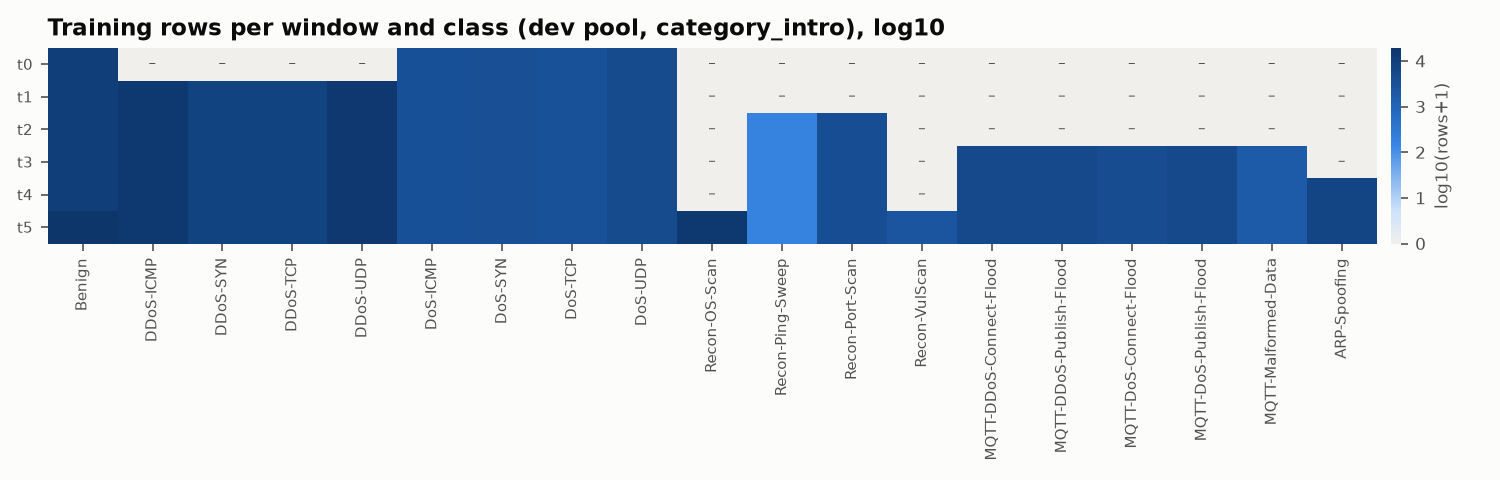 Training rows per window and class (dev pool, category_intro), log10
t0 – – – – – – – – – – – – – –
t1 – – – – – – – – – –
t2 – – – – – – – –
t3 – – –
t4 – –
t5
4
3
2
1
0
log10(rows+1)
Benign
DDoS-ICMP
DDoS-SYN
DDoS-TCP
DDoS-UDP
DoS-ICMP
DoS-SYN
DoS-TCP
DoS-UDP
Recon-OS-Scan
Recon-Ping-Sweep
Recon-Port-Scan
Recon-VulScan
MQTT-DDoS-Connect-Flood
MQTT-DDoS-Publish-Flood
MQTT-DoS-Connect-Flood
MQTT-DoS-Publish-Flood
MQTT-Malformed-Data
ARP-Spoofing